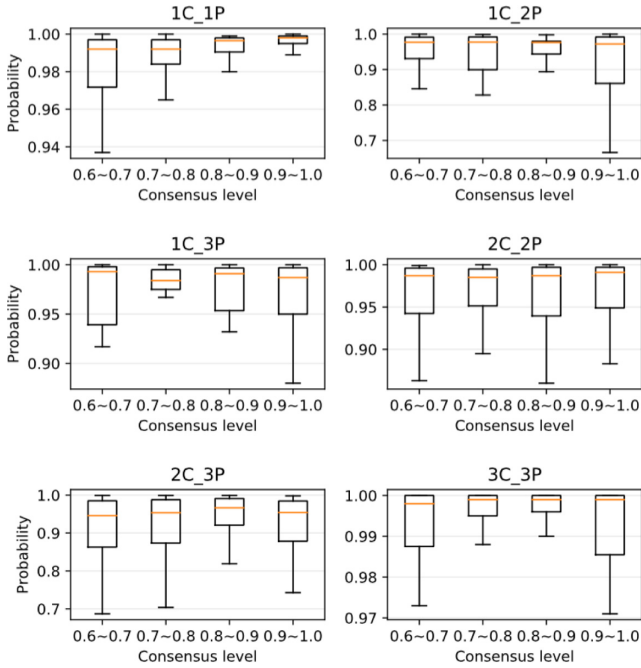 1C_1P
1C_2P
Probability
1.00
0.98
0.96
0.94
1.0
0.9
0.8
0.7
0.6~0.7 0.7~0.8 0.8~0.9 0.9~1.0
0.6~0.7 0.7~0.8 0.8~0.9 0.9~1.0
Consensus level
Consensus level
1C_3P
2C_2P
Probability
1.00
0.95
0.90
1.00
0.95
0.90
0.6~0.7 0.7~0.8 0.8~0.9 0.9~1.0
0.6~0.7 0.7~0.8 0.8~0.9 0.9~1.0
Consensus level
Consensus level
2C_3P
3C_3P
Probability
1.0
0.9
0.8
0.7
1.00
0.99
0.98
0.97
0.6~0.7 0.7~0.8 0.8~0.9 0.9~1.0
0.6~0.7 0.7~0.8 0.8~0.9 0.9~1.0
Consensus level
Consensus level